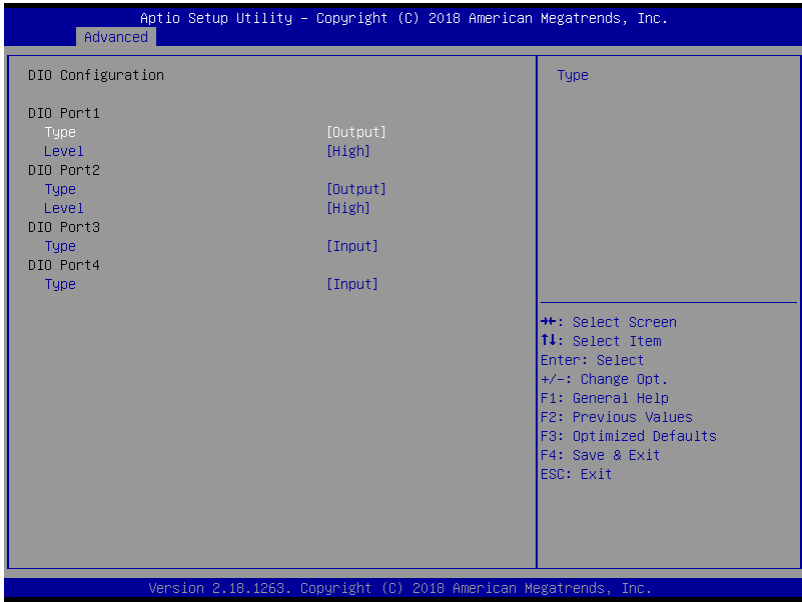 Aptio Setup Utility – Copyright (C) 2018 American Megatrends, Inc.
Advanced
DIO Configuration
DIO Port1
Type [Output]
Level [High]
DIO Port2
Type [Output]
Level [High]
DIO Port3
Type [Input]
DIO Port4
Type [Input]
Type
→←: Select Screen
↑↓: Select Item
Enter: Select
+/-: Change Opt.
F1: General Help
F2: Previous Values
F3: Optimized Defaults
F4: Save & Exit
ESC: Exit
Version 2.18.1263. Copyright (C) 2018 American Megatrends, Inc.